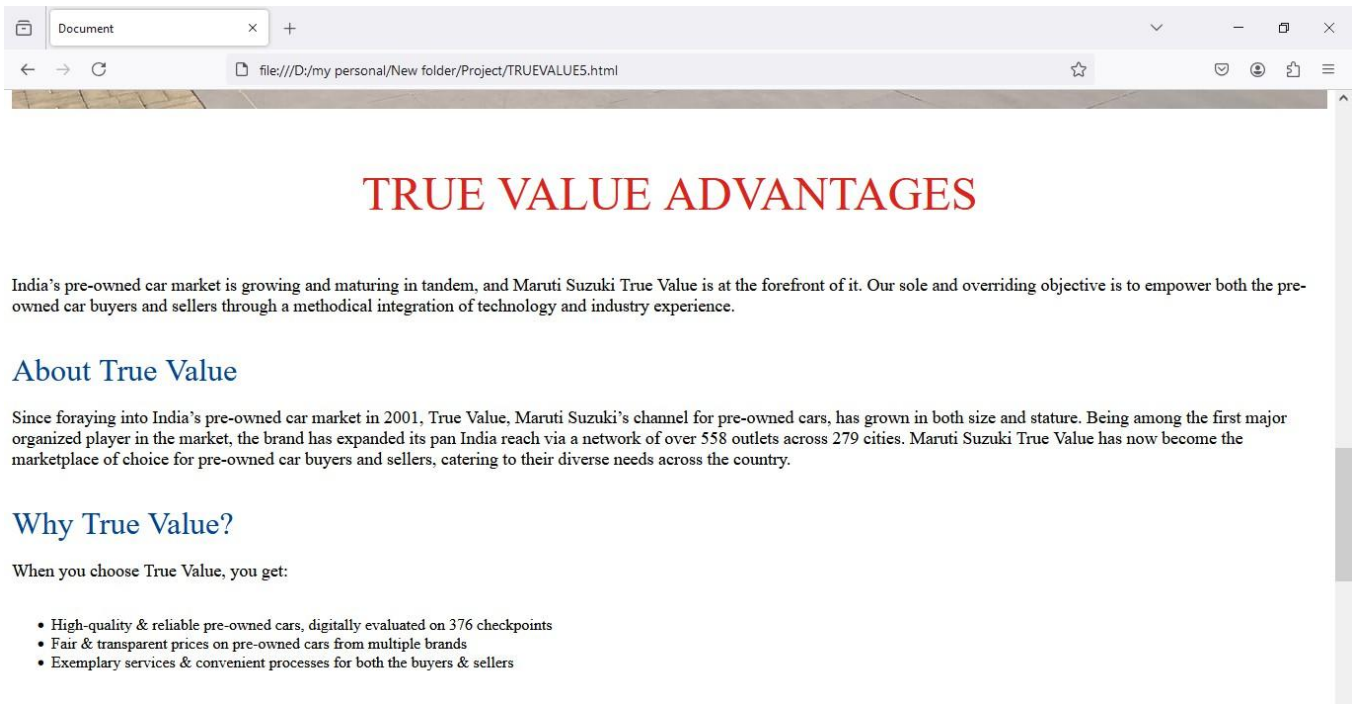 Document
file:///D:/my personal/New folder/Project/TRUEVALUE5.html
TRUE VALUE ADVANTAGES
India’s pre-owned car market is growing and maturing in tandem, and Maruti Suzuki True Value is at the forefront of it. Our sole and overriding objective is to empower both the pre-
owned car buyers and sellers through a methodical integration of technology and industry experience.
About True Value
Since foraying into India’s pre-owned car market in 2001, True Value, Maruti Suzuki’s channel for pre-owned cars, has grown in both size and stature. Being among the first major
organized player in the market, the brand has expanded its pan India reach via a network of over 558 outlets across 279 cities. Maruti Suzuki True Value has now become the
marketplace of choice for pre-owned car buyers and sellers, catering to their diverse needs across the country.
Why True Value?
When you choose True Value, you get:
• High-quality & reliable pre-owned cars, digitally evaluated on 376 checkpoints
• Fair & transparent prices on pre-owned cars from multiple brands
• Exemplary services & convenient processes for both the buyers & sellers